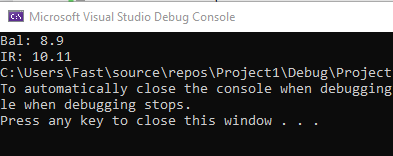 Microsoft Visual Studio Debug Console
Bal: 8.9
IR: 10.11
C:\Users\Fast\source\repos\Project1\Debug\Project
To automatically close the console when debugging
le when debugging stops.
Press any key to close this window . . .